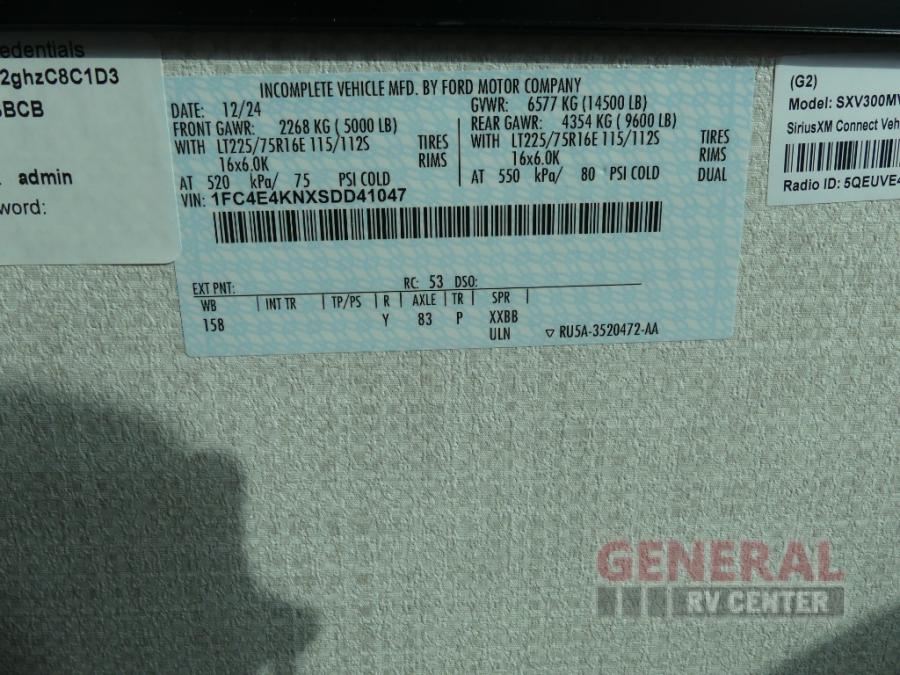 edentials
2ghzC8C1D3
BCB
admin
word:
INCOMPLETE VEHICLE MFD. BY FORD MOTOR COMPANY
DATE: 12/24 GVWR: 6577 KG (14500 LB)
FRONT GAWR: 2268 KG ( 5000 LB) REAR GAWR: 4354 KG ( 9600 LB)
WITH LT225/75R16E 115/112S TIRES WITH LT225/75R16E 115/112S TIRES
16x6.0K RIMS 16x6.0K RIMS
AT 520 kPa/ 75 PSI COLD AT 550 kPa/ 80 PSI COLD DUAL
VIN: 1FC4E4KNXSDD41047
EXT PNT: RC: 53 DSO:
WB | INT TR | TP/PS | R | AXLE | TR | SPR |
158 Y 83 P XXBB
ULN ▽ RU5A-3520472-AA
(G2)
Model: SXV300M
SiriusXM Connect Veh
Radio ID: 5QEUVE
GENERAL
RV CENTER